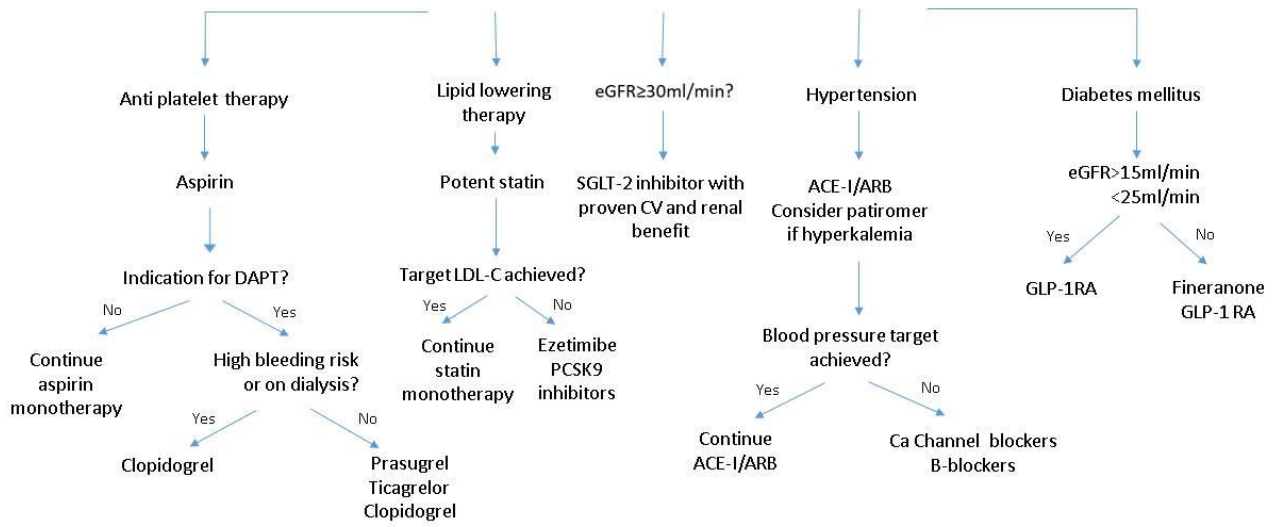 Anti platelet therapy
Aspirin
Indication for DAPT?
No
Yes
Continue
aspirin
monotherapy
High bleeding risk
or on dialysis?
Yes
No
Clopidogrel
Prasugrel
Ticagrelor
Clopidogrel
Lipid lowering
therapy
Potent statin
Target LDL-C achieved?
Yes
No
Continue
statin
monotherapy
Ezetimibe
PCSK9
inhibitors
eGFR≥30ml/min?
SGLT-2 inhibitor with
proven CV and renal
benefit
Hypertension
ACE-I/ARB
Consider patiromer
if hyperkalemia
Blood pressure target
achieved?
Yes
No
Continue
ACE-I/ARB
Ca Channel blockers
B-blockers
Diabetes mellitus
eGFR>15ml/min
<25ml/min
Yes
No
GLP-1RA
Fineranone
GLP-1 RA